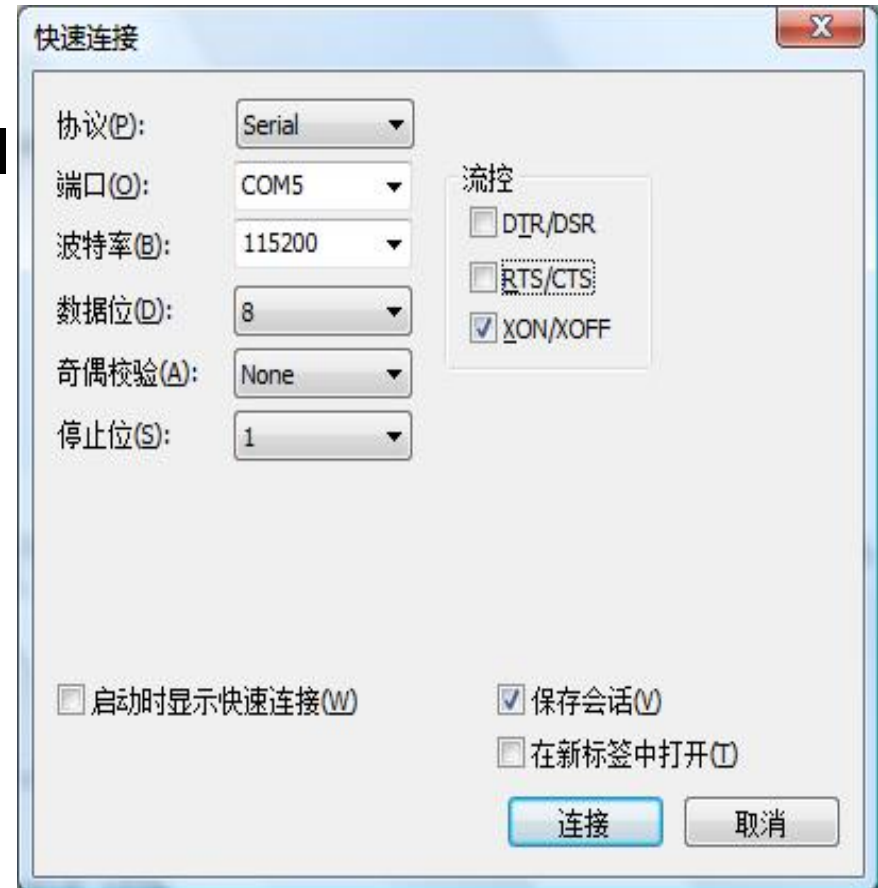 快速连接
协议(P): Serial
端口(O): COM5
波特率(B): 115200
数据位(D): 8
奇偶校验(A): None
停止位(S): 1
流控
DTR/DSR
RTS/CTS
XON/XOFF
启动时显示快速连接(W)
保存会话(V)
在新标签中打开(T)
连接
取消